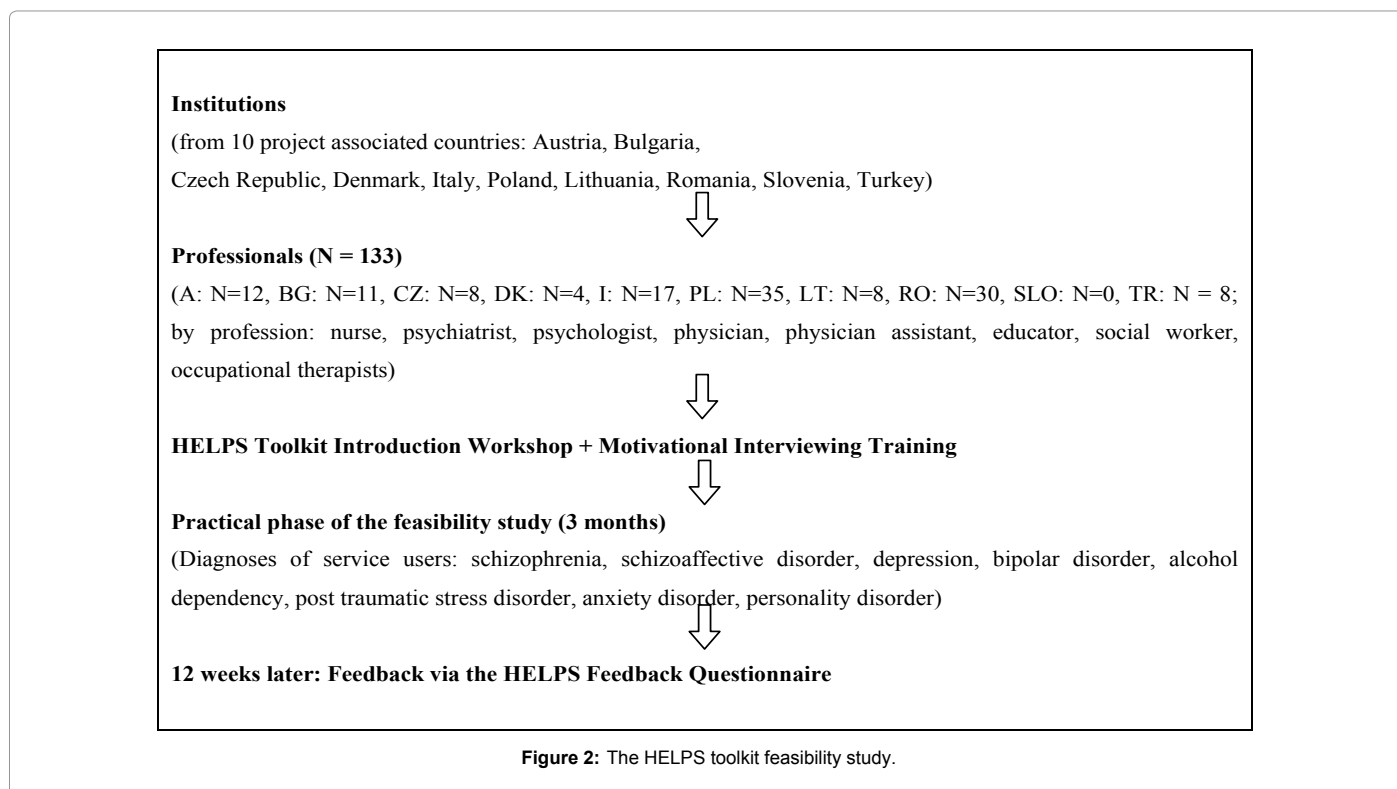 Institutions
(from 10 project associated countries: Austria, Bulgaria,
Czech Republic, Denmark, Italy, Poland, Lithuania, Romania, Slovenia, Turkey)
Professionals (N = 133)
(A: N=12, BG: N=11, CZ: N=8, DK: N=4, I: N=17, PL: N=35, LT: N=8, RO: N=30, SLO: N=0, TR: N = 8;
by profession: nurse, psychiatrist, psychologist, physician, physician assistant, educator, social worker,
occupational therapists)
HELPS Toolkit Introduction Workshop + Motivational Interviewing Training
Practical phase of the feasibility study (3 months)
(Diagnoses of service users: schizophrenia, schizoaffective disorder, depression, bipolar disorder, alcohol
dependency, post traumatic stress disorder, anxiety disorder, personality disorder)
12 weeks later: Feedback via the HELPS Feedback Questionnaire
Figure 2: The HELPS toolkit feasibility study.